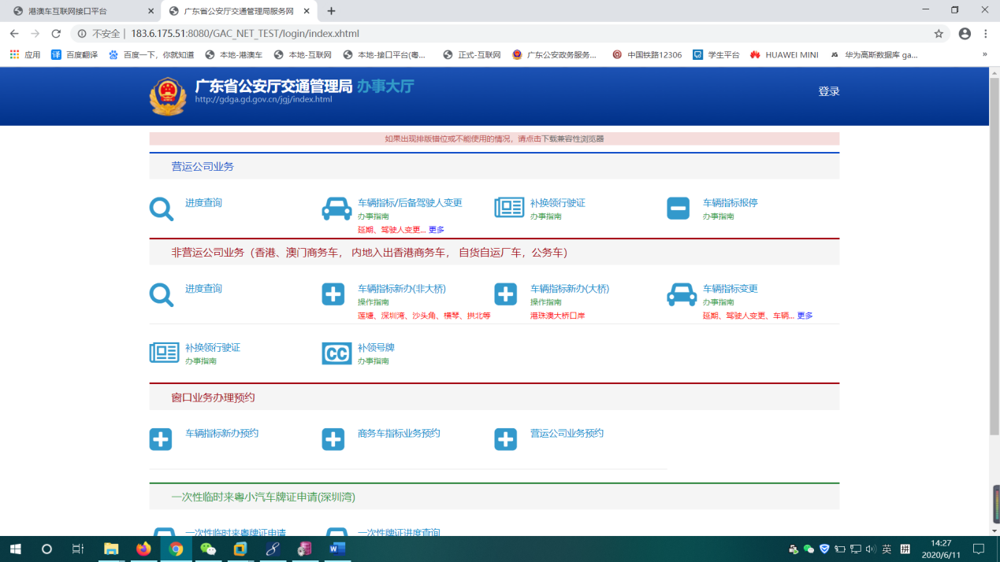 港澳车互联网接口平台
广东省公安厅交通管理局服务网
不安全 | 183.6.175.51:8080/GAC_NET_TEST/login/index.xhtml
应用 百度翻译 百度一下，你就知道 本地-港澳车 本地-互联网 本地-接口平台(粤... 正式-互联网 广东公安政务服务... 中国铁路12306 学生平台 HUAWEI MINI 华为高斯数据库 ga... »
广东省公安厅交通管理局 办事大厅
http://gdga.gd.gov.cn/jgj/index.html
登录
如果出现排版错位或不能使用的情况，请点击下载兼容性浏览器
营运公司业务
进度查询 车辆指标/后备驾驶人变更 补换领行驶证 车辆指标报停
办事指南 办事指南 办事指南
延期、驾驶人变更... 更多
非营运公司业务（香港、澳门商务车， 内地入出香港商务车， 自货自运厂车，公务车）
进度查询 车辆指标新办(非大桥) 车辆指标新办(大桥) 车辆指标变更
操作指南 操作指南 办事指南
莲塘、深圳湾、沙头角、横琴、拱北等 港珠澳大桥口岸 延期、驾驶人变更、车辆... 更多
补换领行驶证 补领号牌
办事指南 办事指南
窗口业务办理预约
车辆指标新办预约 商务车指标业务预约 营运公司业务预约
一次性临时来粤小汽车牌证申请(深圳湾)
一次性临时来粤牌证申请 一次性牌证进度查询
英 拼
14:27
2020/6/11